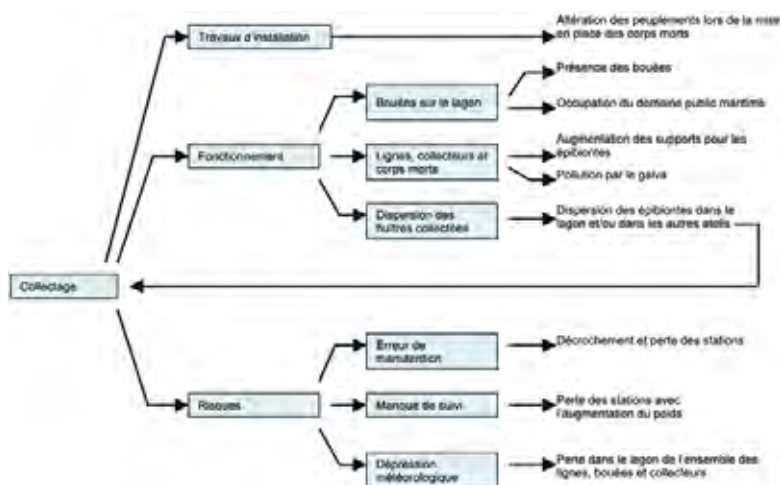 Travaux d'installation
Altération des peuplements lors de la mise
en place des corps morts
Présence des bouées
Bouées sur le lagon
Occupation du domaine public maritime
Fonctionnement
Lignes, collecteurs et
corps morts
Augmentation des supports pour les
épibiontes
Pollution par le galva
Dispersion des
huîtres collectées
Dispersion des épibiontes dans le
lagon et/ou dans les autres atolls
Collectage
Erreur de
manutention
Décrochement et perte des stations
Risques
Manque de suivi
Perte des stations avec
l'augmentation du poids
Dépression
météorologique
Perte dans le lagon de l'ensemble des
lignes, bouées et collecteurs